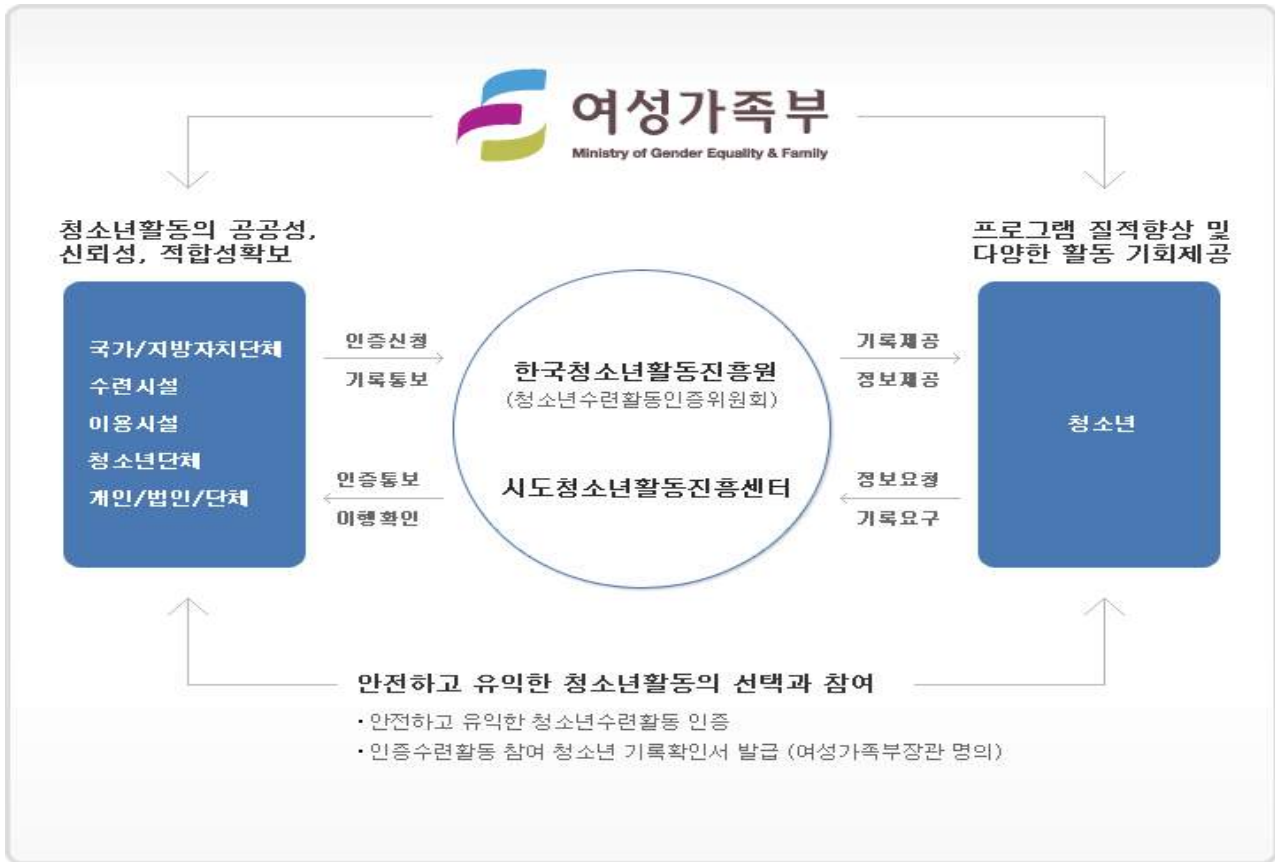 여성가족부
Ministry of Gender Equality & Family
청소년활동의 공공성,
신뢰성, 적합성확보
프로그램 질적향상 및
다양한 활동 기회제공
국가/지방자치단체
수련시설
이용시설
청소년단체
개인/법인/단체
인증신청
기록통보
인증통보
이행확인
한국청소년활동진흥원
(청소년수련활동인증위원회)
시도청소년활동진흥센터
기록제공
정보제공
정보요청
기록요구
청소년
안전하고 유익한 청소년활동의 선택과 참여
· 안전하고 유익한 청소년수련활동 인증
· 인증수련활동 참여 청소년 기록확인서 발급 (여성가족부장관 명의)